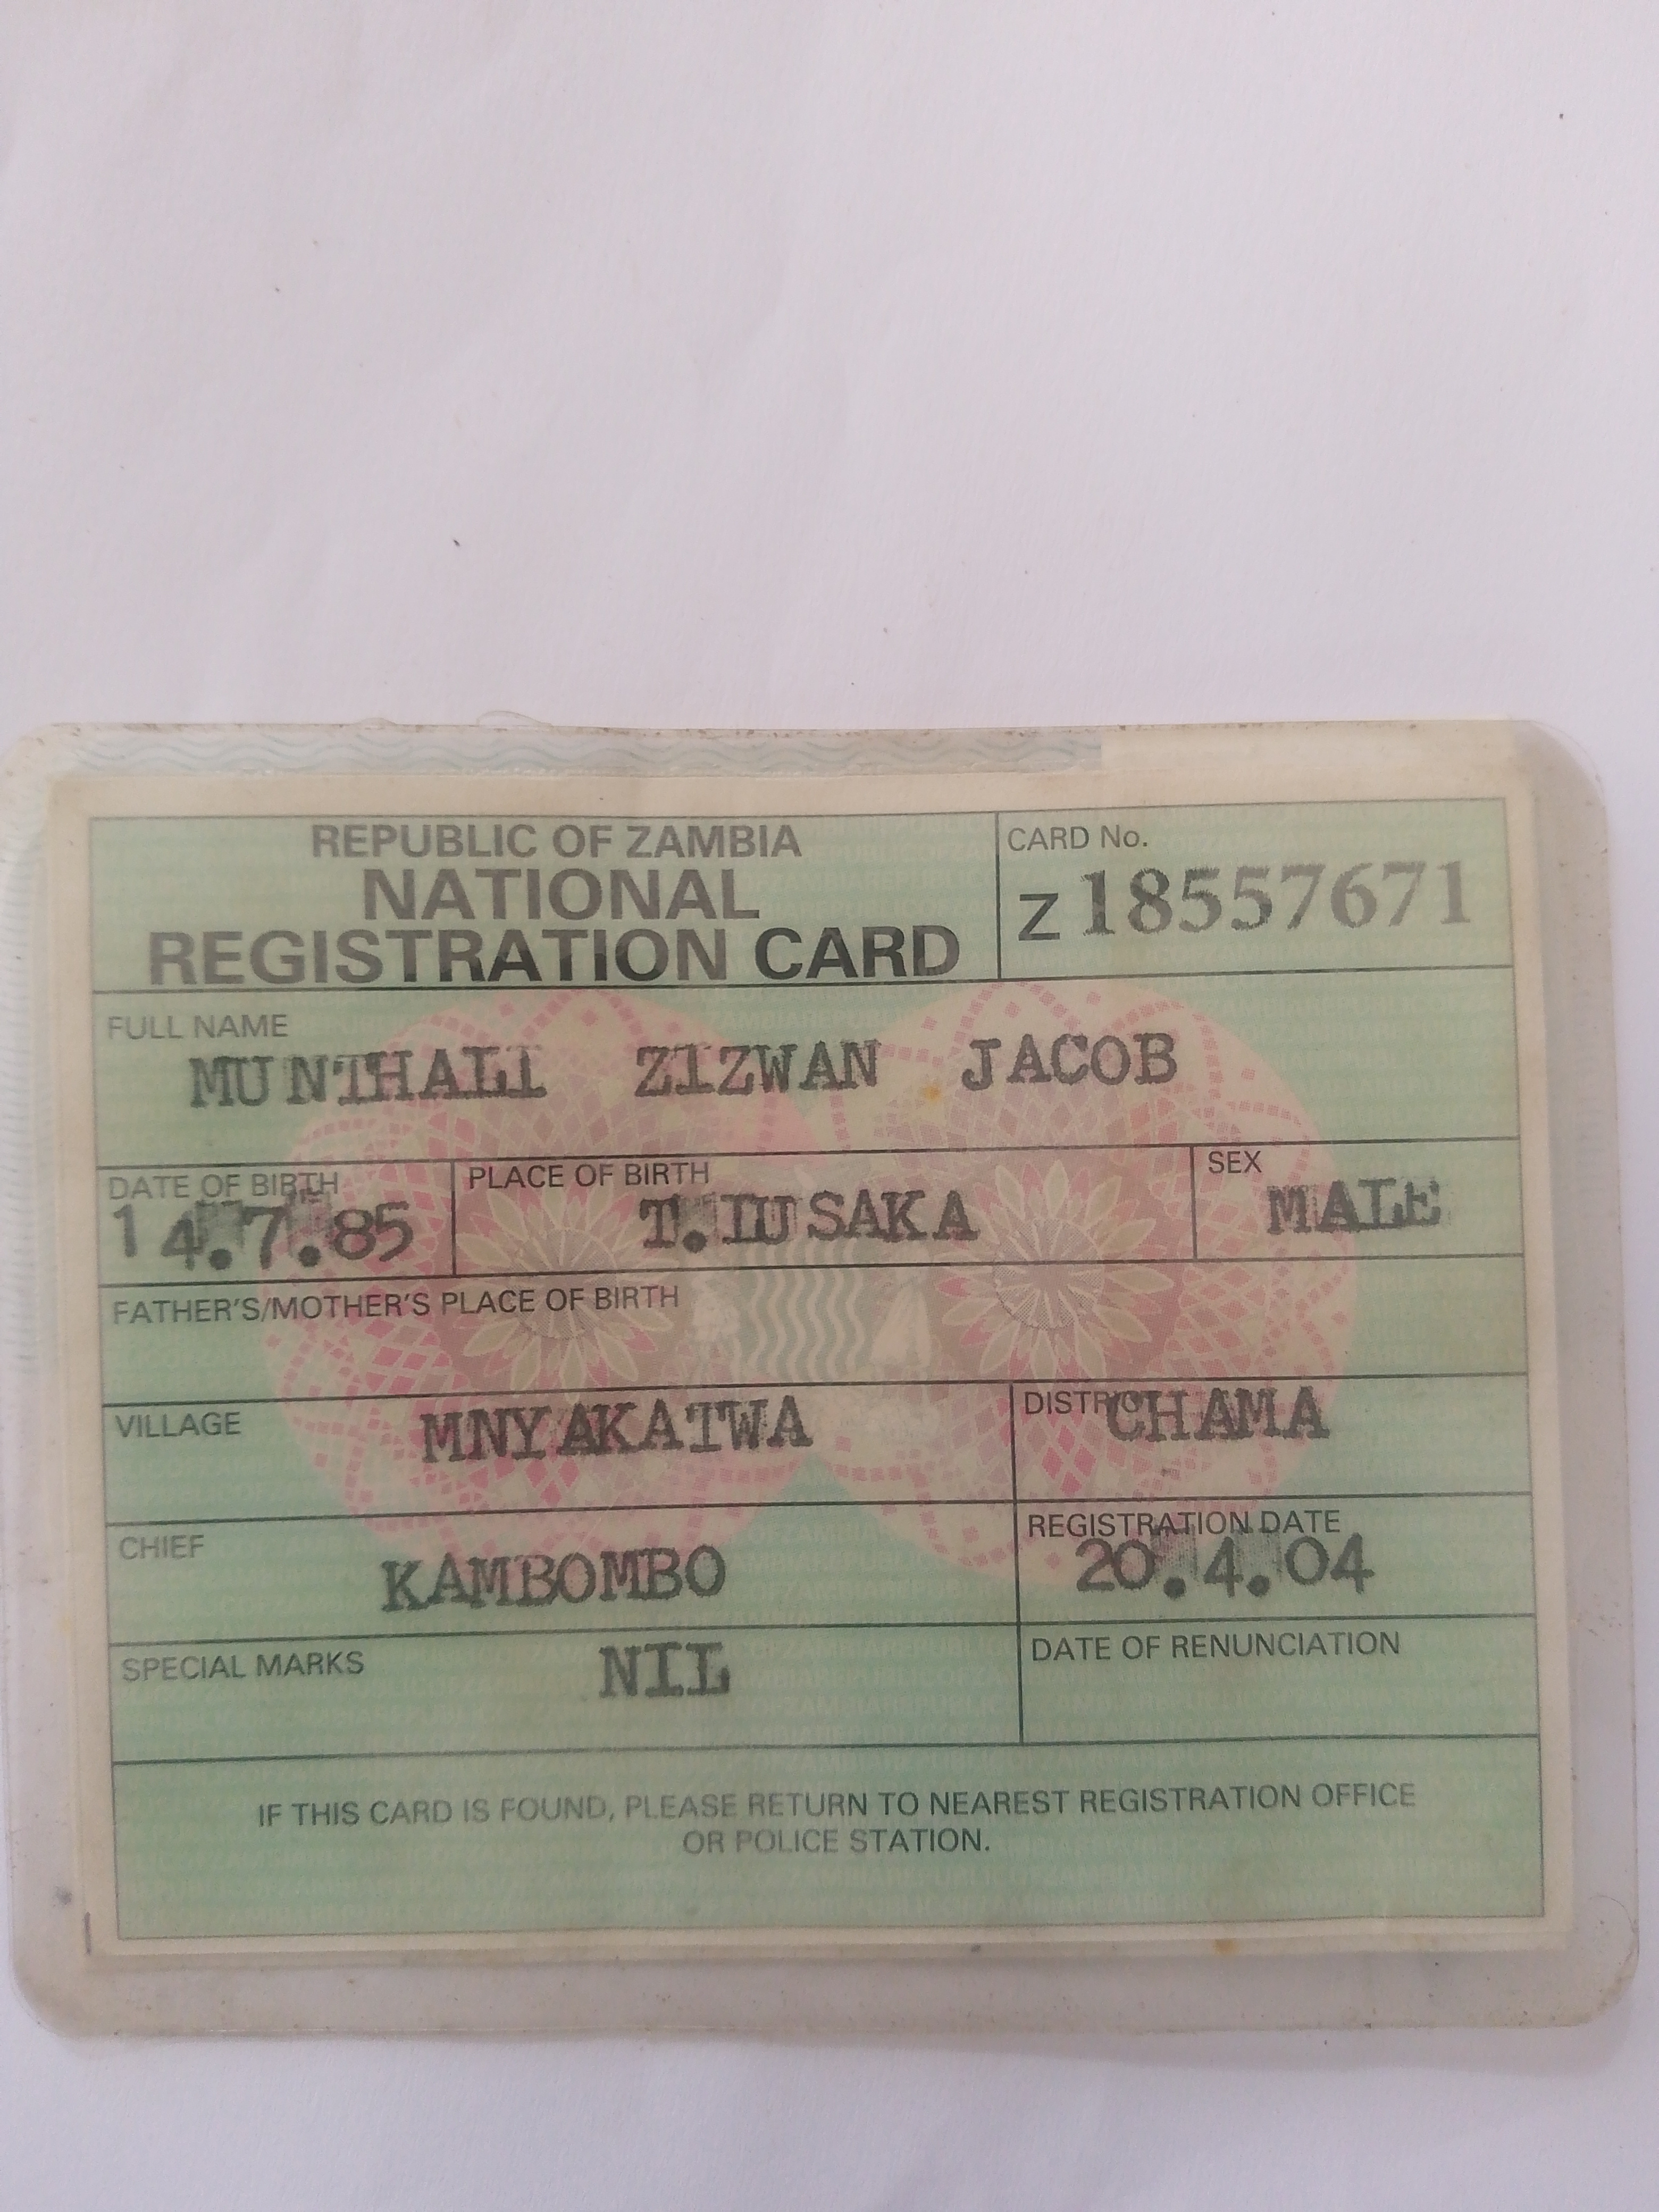 REPUBLIC OF ZAMBIA
NATIONAL
REGISTRATION CARD
CARD No.
Z 18557671
FULL NAME
MUNTHALI ZIZWAN JACOB
DATE OF BIRTH
14.7.85
PLACE OF BIRTH
T.LUSAKA
SEX
MALE
FATHER'S/MOTHER'S PLACE OF BIRTH
VILLAGE
MNYAKATWA
DISTRICT
CHAMA
CHIEF
KAMBOMBO
REGISTRATION DATE
20.4.04
SPECIAL MARKS
NIL
DATE OF RENUNCIATION
IF THIS CARD IS FOUND, PLEASE RETURN TO NEAREST REGISTRATION OFFICE
OR POLICE STATION.